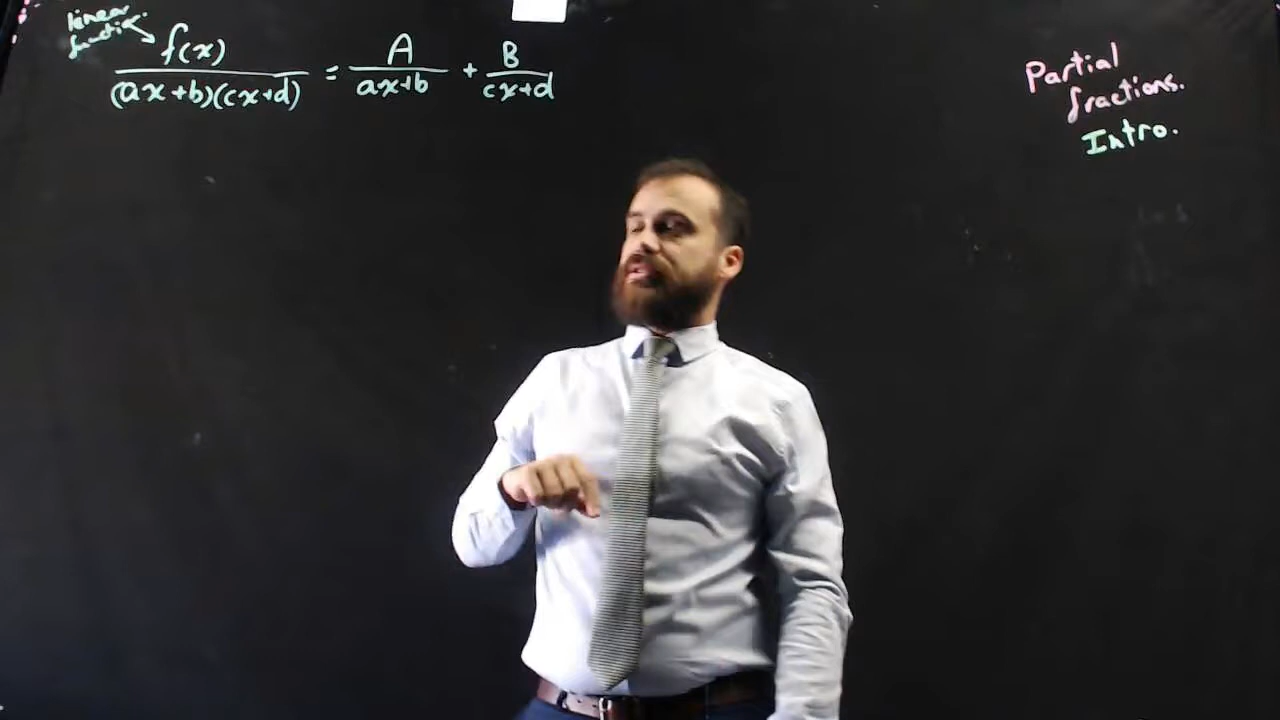 linear
function
f(x)
(ax+b)(cx+d)
=
A
ax+b
+
B
cx+d
Partial
fractions.
Intro.